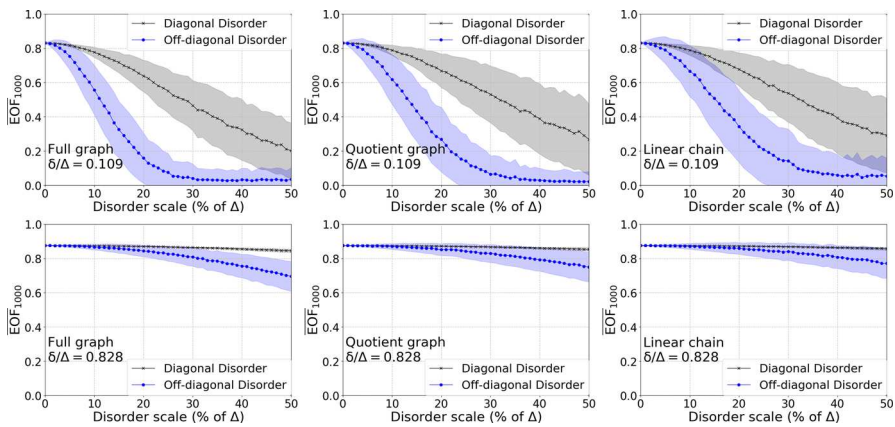 Diagonal Disorder
Off-diagonal Disorder
Full graph
δ/Δ = 0.109
1.0
0.8
0.6
0.4
0.2
0.0
0 10 20 30 40 50
Disorder scale (% of Δ)
EOF1000
Diagonal Disorder
Off-diagonal Disorder
Quotient graph
δ/Δ = 0.109
1.0
0.8
0.6
0.4
0.2
0.0
0 10 20 30 40 50
Disorder scale (% of Δ)
EOF1000
Diagonal Disorder
Off-diagonal Disorder
Linear chain
δ/Δ = 0.109
1.0
0.8
0.6
0.4
0.2
0.0
0 10 20 30 40 50
Disorder scale (% of Δ)
EOF1000
1.0
0.8
0.6
0.4
0.2
0.0
Full graph
δ/Δ = 0.828
Diagonal Disorder
Off-diagonal Disorder
0 10 20 30 40 50
Disorder scale (% of Δ)
EOF1000
1.0
0.8
0.6
0.4
0.2
0.0
Quotient graph
δ/Δ = 0.828
Diagonal Disorder
Off-diagonal Disorder
0 10 20 30 40 50
Disorder scale (% of Δ)
EOF1000
1.0
0.8
0.6
0.4
0.2
0.0
Linear chain
δ/Δ = 0.828
Diagonal Disorder
Off-diagonal Disorder
0 10 20 30 40 50
Disorder scale (% of Δ)
EOF1000